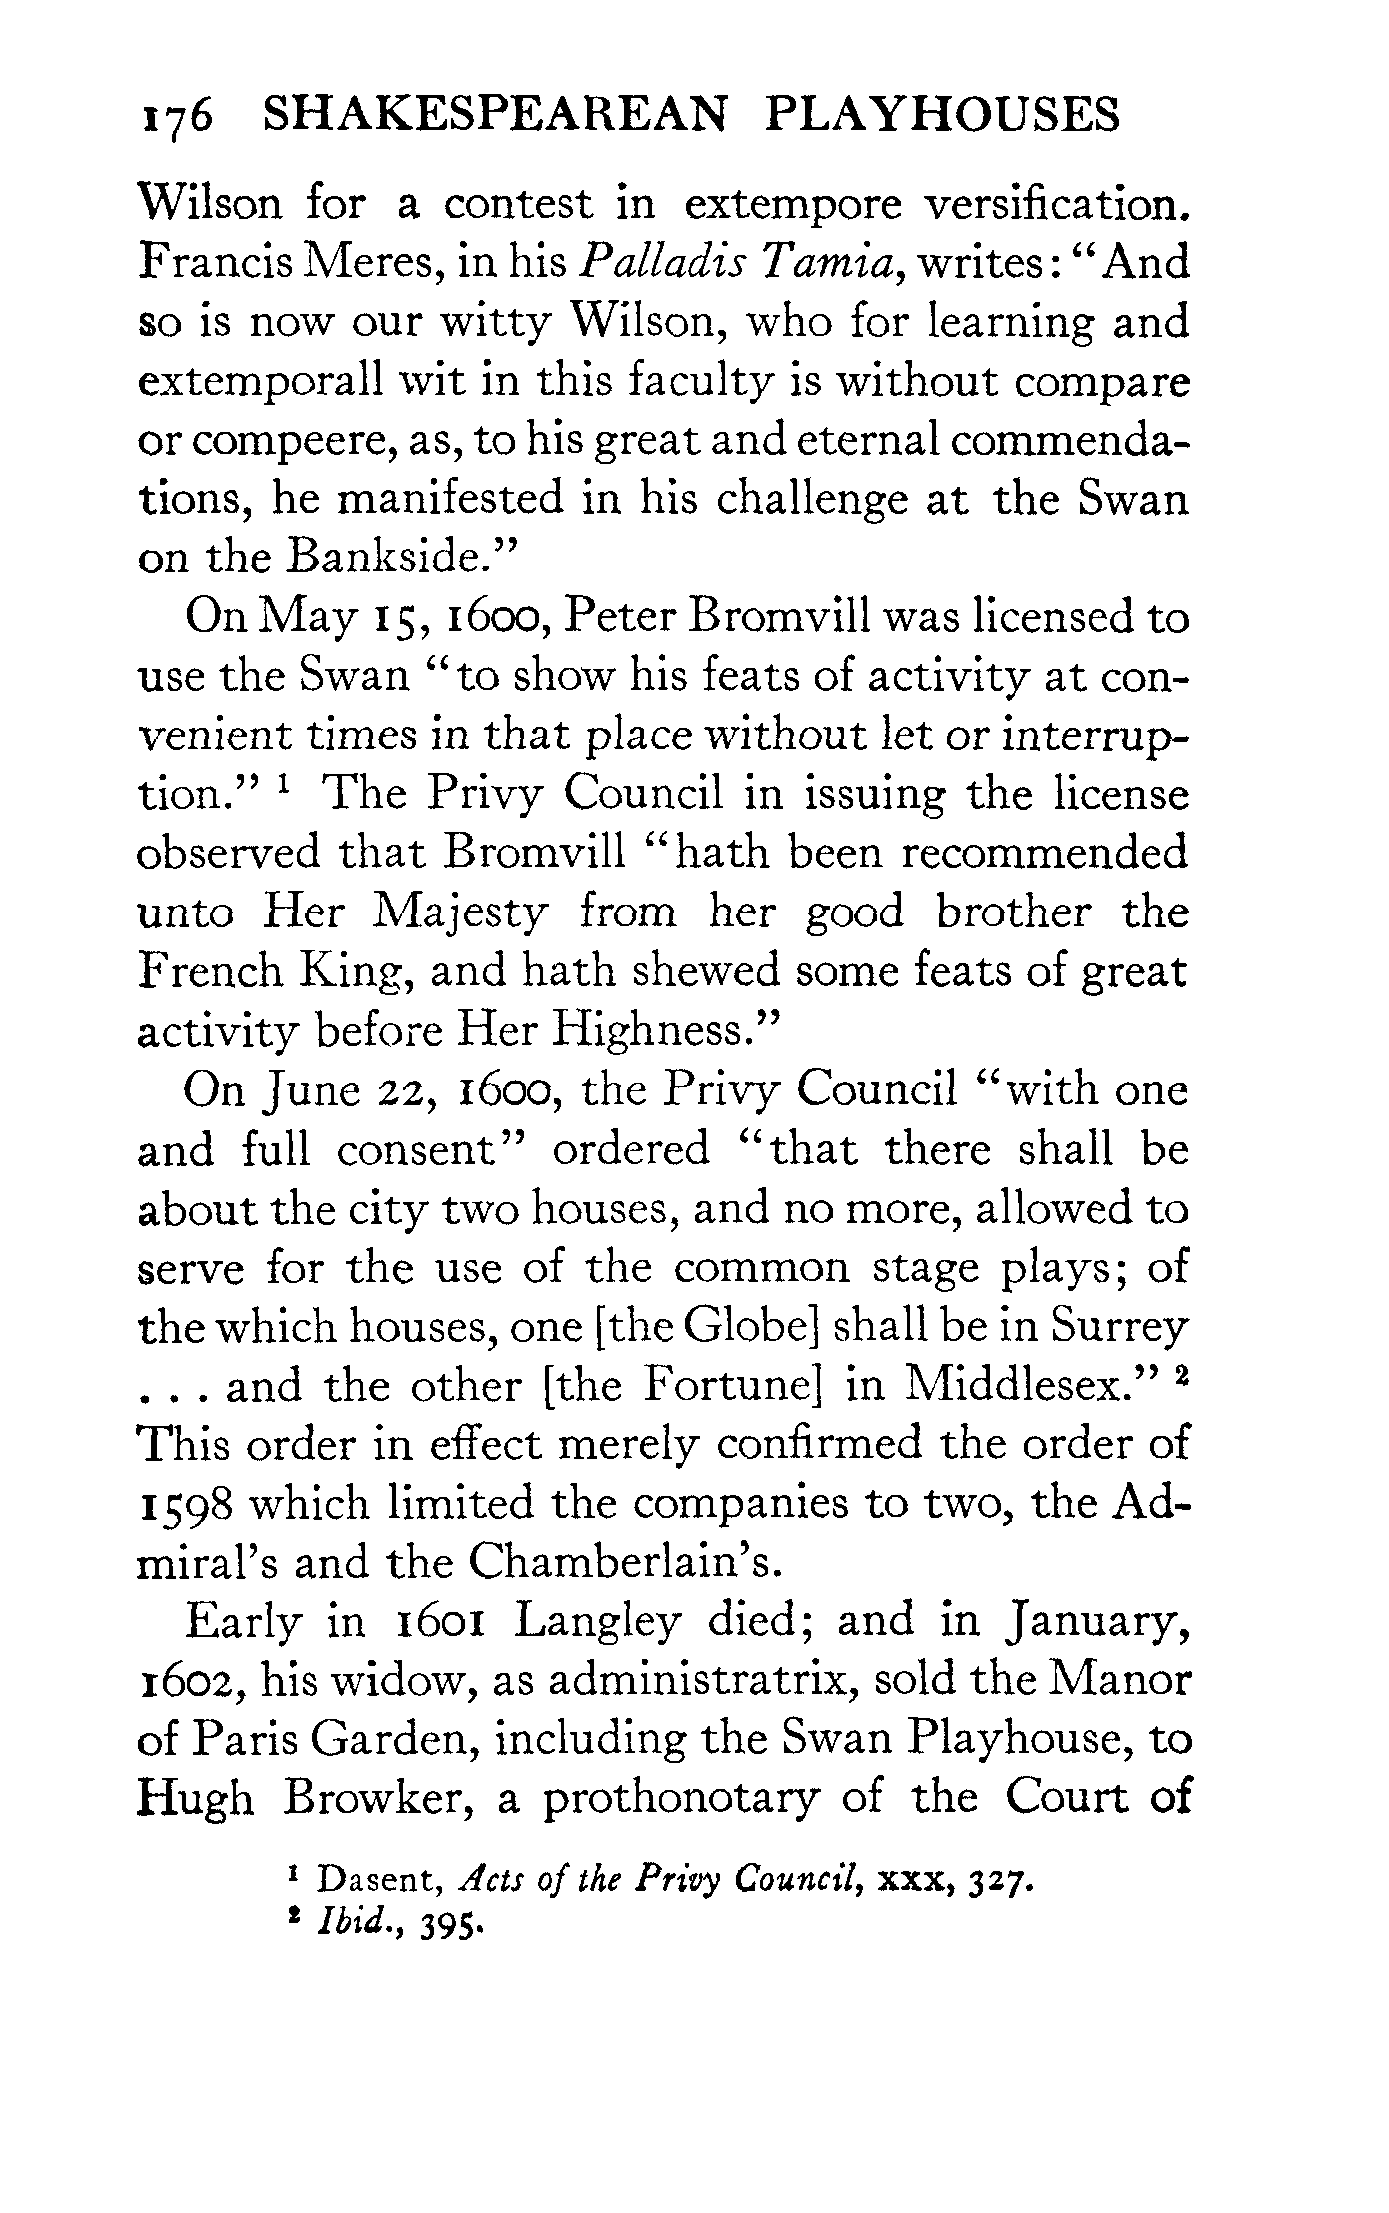 176 SHAKESPEAREAN PLAYHOUSES
Wilson for a contest in extempore versification.
Francis Meres, in his Palladis Tamia, writes: "And
so is now our witty Wilson, who for learning and
extemporall wit in this faculty is without compare
or compeere, as, to his great and eternal commenda-
tions, he manifested in his challenge at the Swan
on the Bankside."
On May 15, 1600, Peter Bromvill was licensed to
use the Swan "to show his feats of activity at con-
venient times in that place without let or interrup-
tion." ¹ The Privy Council in issuing the license
observed that Bromvill "hath been recommended
unto Her Majesty from her good brother the
French King, and hath shewed some feats of great
activity before Her Highness."
On June 22, 1600, the Privy Council "with one
and full consent" ordered "that there shall be
about the city two houses, and no more, allowed to
serve for the use of the common stage plays; of
the which houses, one [the Globe] shall be in Surrey
. . . and the other [the Fortune] in Middlesex." ²
This order in effect merely confirmed the order of
1598 which limited the companies to two, the Ad-
miral's and the Chamberlain's.
Early in 1601 Langley died; and in January,
1602, his widow, as administratrix, sold the Manor
of Paris Garden, including the Swan Playhouse, to
Hugh Browker, a prothonotary of the Court of
¹ Dasent, Acts of the Privy Council, xxx, 327.
² Ibid., 395.